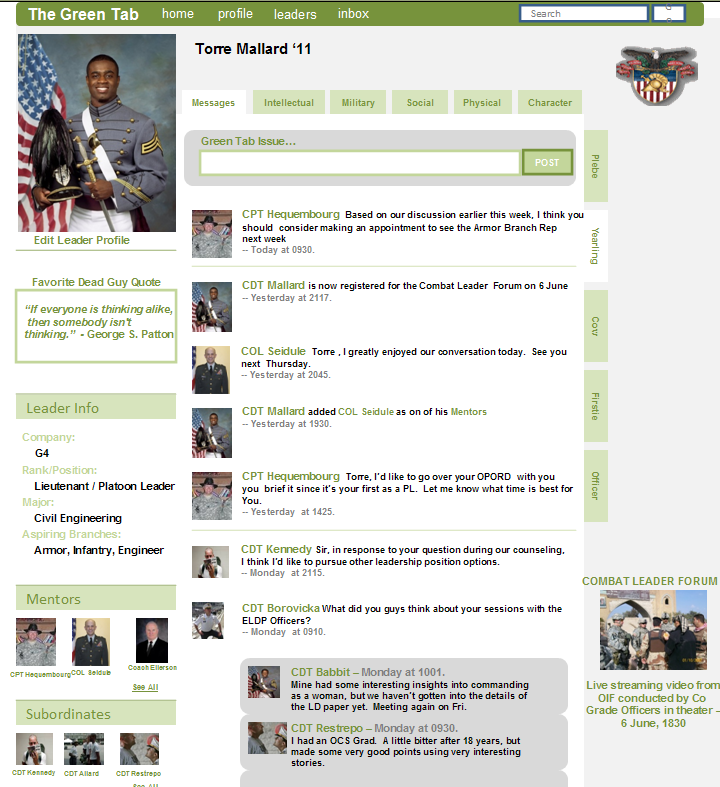 The Green Tab home profile leaders inbox Search
Torre Mallard ‘11
Messages Intellectual Military Social Physical Character
Green Tab Issue…
POST
Edit Leader Profile
Favorite Dead Guy Quote
“If everyone is thinking alike,
then somebody isn't
thinking.” - George S. Patton
Leader Info
Company:
G4
Rank/Position:
Lieutenant / Platoon Leader
Major:
Civil Engineering
Aspiring Branches:
Armor, Infantry, Engineer
Mentors
CPT Hequembourg COL Seidule Coach Ellerson
See All
Subordinates
CDT Kennedy CDT Allard CDT Restrepo
See All
CPT Hequembourg Based on our discussion earlier this week, I think you
should consider making an appointment to see the Armor Branch Rep
next week
-- Today at 0930.
CDT Mallard is now registered for the Combat Leader Forum on 6 June
-- Yesterday at 2117.
COL Seidule Torre , I greatly enjoyed our conversation today. See you
next Thursday.
-- Yesterday at 2045.
CDT Mallard added COL Seidule as on of his Mentors
-- Yesterday at 1930.
CPT Hequembourg Torre, I'd like to go over your OPORD with you
you brief it since it's your first as a PL. Let me know what time is best for
You.
-- Yesterday at 1425.
CDT Kennedy Sir, in response to your question during our counseling,
I think I'd like to pursue other leadership position options.
-- Monday at 2115.
CDT Borovicka What did you guys think about your sessions with the
ELDP Officers?
-- Monday at 0910.
CDT Babbit – Monday at 1001.
Mine had some interesting insights into commanding
as a woman, but we haven't gotten into the details of
the LD paper yet. Meeting again on Fri.
CDT Restrepo – Monday at 0930.
I had an OCS Grad. A little bitter after 18 years, but
made some very good points using very interesting
stories.
Plebe
Yearling
Cow
Firstie
Officer
COMBAT LEADER FORUM
Live streaming video from
OIF conducted by Co
Grade Officers in theater –
6 June, 1830